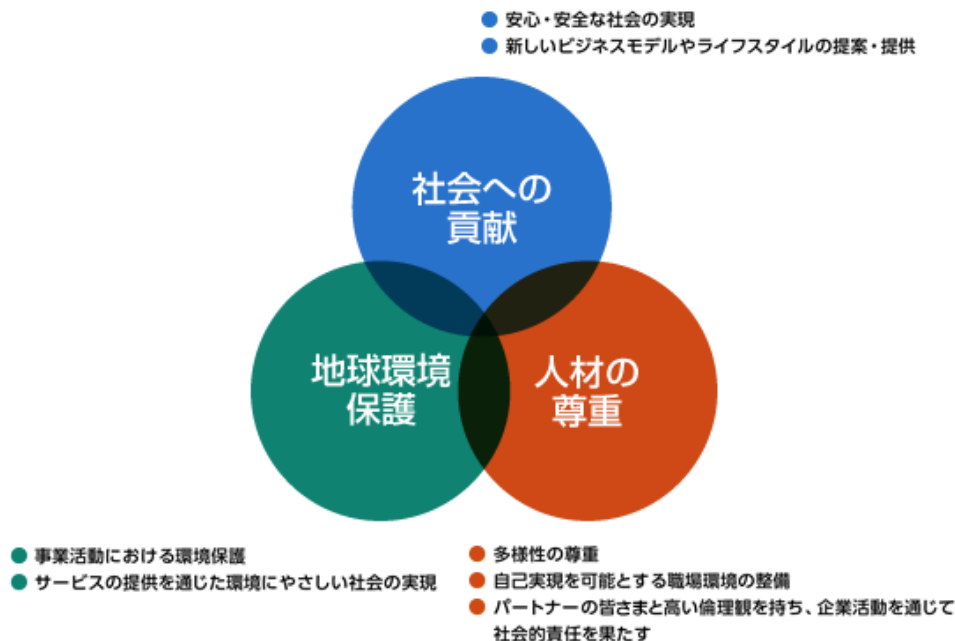 安心・安全な社会の実現
新しいビジネスモデルやライフスタイルの提案・提供
社会への
貢献
地球環境
保護
人材の
尊重
事業活動における環境保護
サービスの提供を通じた環境にやさしい社会の実現
多様性の尊重
自己実現を可能とする職場環境の整備
パートナーの皆さまと高い倫理観を持ち、企業活動を通じて
社会的責任を果たす